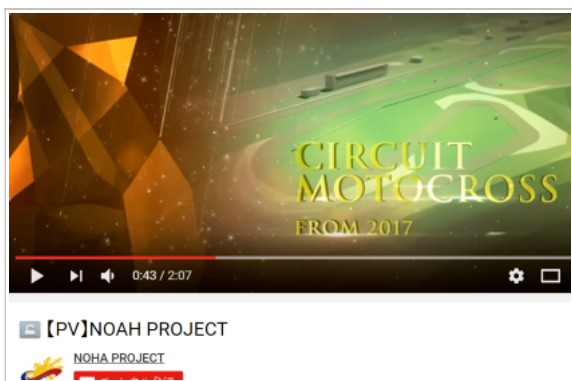 CIRCUIT
MOTOCROSS
FROM 2017
0:43 / 2:07
【PV】NOAH PROJECT
NOHA PROJECT